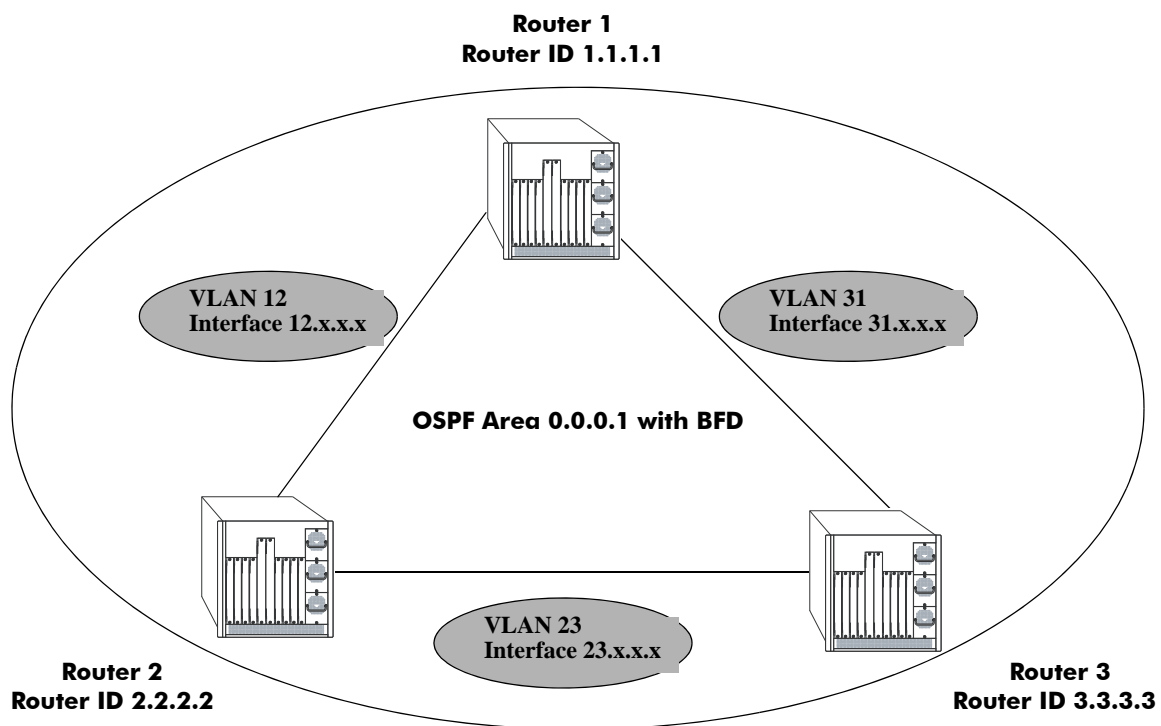 Router 1
Router ID 1.1.1.1
VLAN 12
Interface 12.x.x.x
VLAN 31
Interface 31.x.x.x
OSPF Area 0.0.0.1 with BFD
VLAN 23
Interface 23.x.x.x
Router 2
Router ID 2.2.2.2
Router 3
Router ID 3.3.3.3